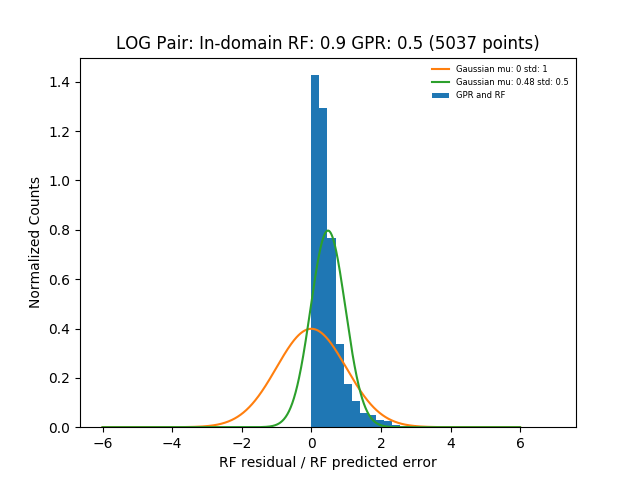 LOG Pair: In-domain RF: 0.9 GPR: 0.5 (5037 points)
Gaussian mu: 0 std: 1
Gaussian mu: 0.48 std: 0.5
GPR and RF
Normalized Counts
1.4
1.2
1.0
0.8
0.6
0.4
0.2
0.0
−6 −4 −2 0 2 4 6
RF residual / RF predicted error